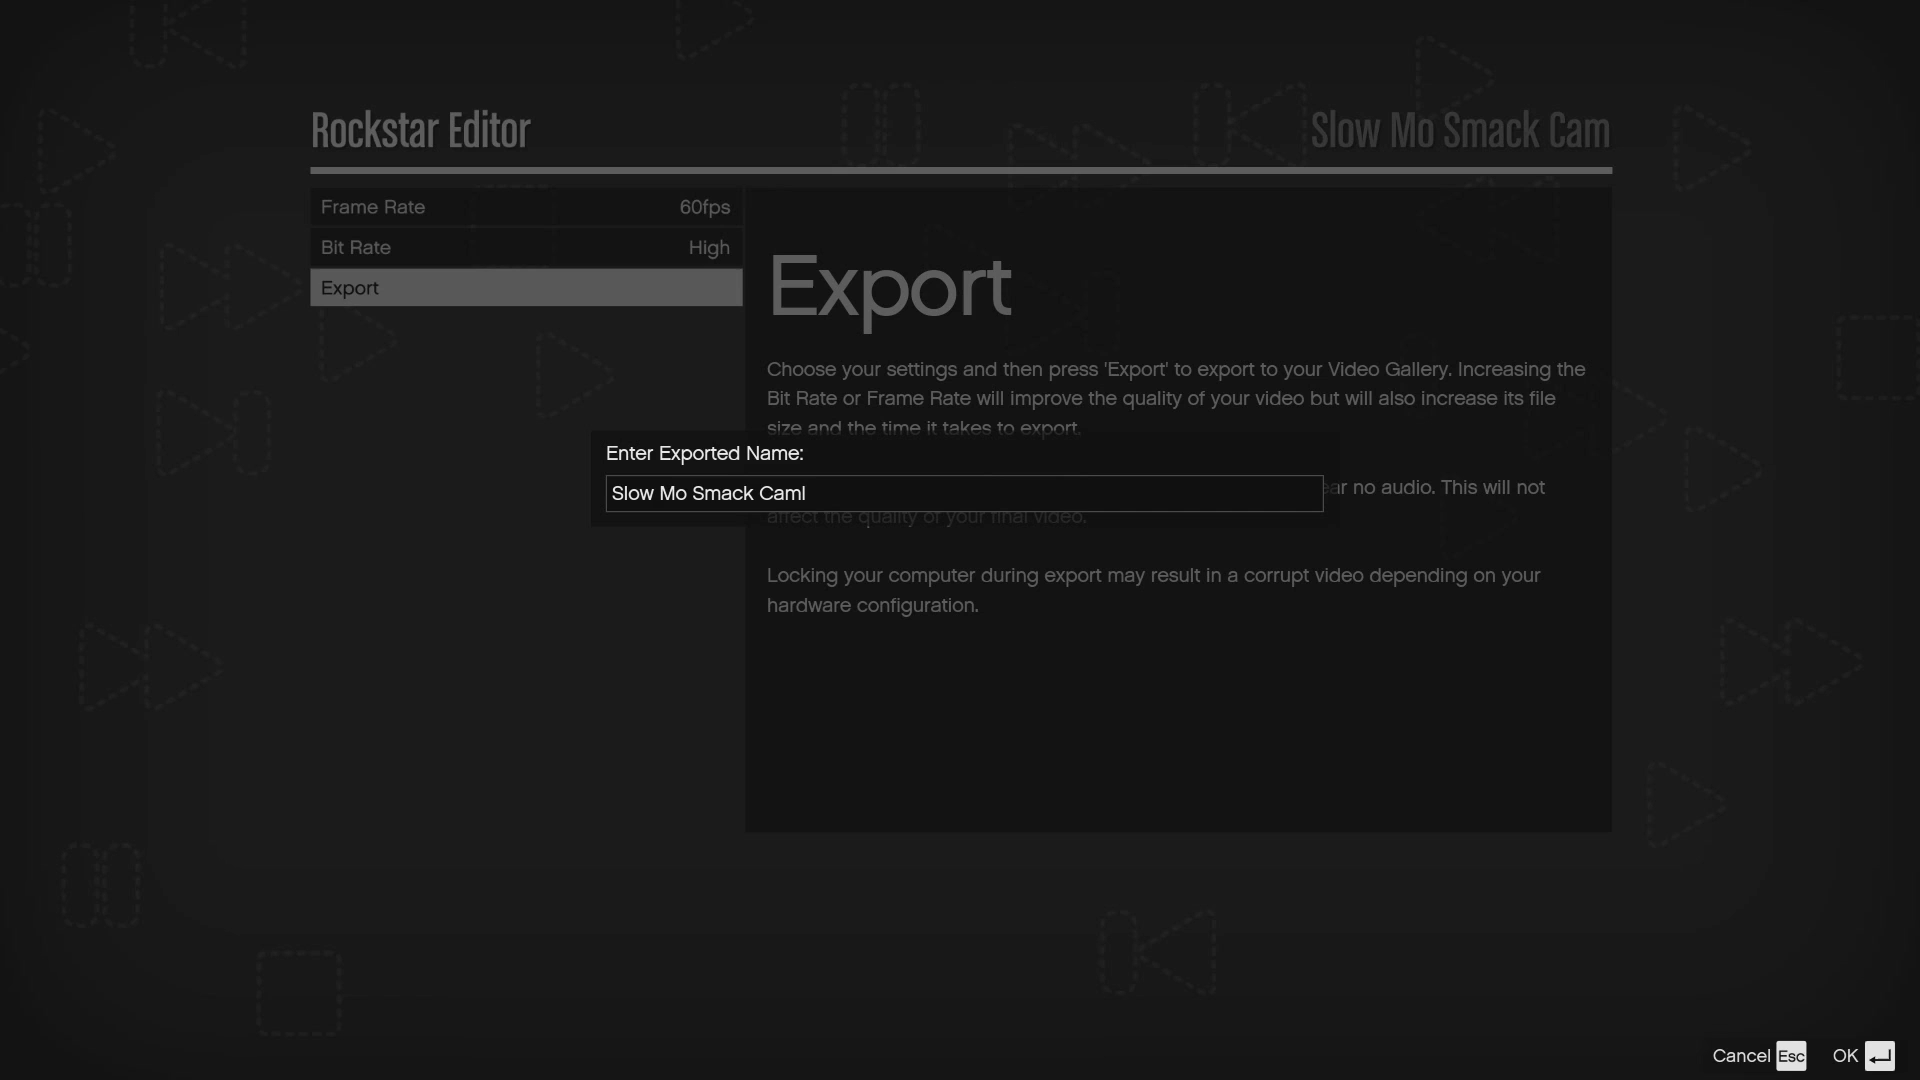 Rockstar Editor
Slow Mo Smack Cam
Frame Rate 60fps
Bit Rate High
Export
Export
Choose your settings and then press 'Export' to export to your Video Gallery. Increasing the
Bit Rate or Frame Rate will improve the quality of your video but will also increase its file
size and the time it takes to export.
Enter Exported Name:
Slow Mo Smack Cam
no audio. This will not
affect the quality of your final video.
Locking your computer during export may result in a corrupt video depending on your
hardware configuration.
Cancel Esc OK